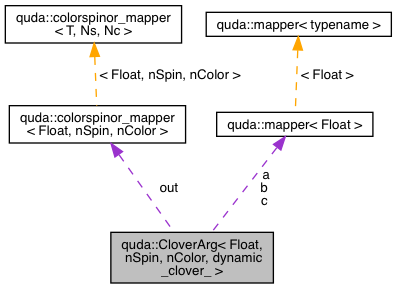 quda::colorspinor_mapper
< T, Ns, Nc >
quda::mapper< typename >
< Float, nSpin, nColor >
< Float >
quda::colorspinor_mapper
< Float, nSpin, nColor >
quda::mapper< Float >
out
a
b
c
quda::CloverArg< Float,
nSpin, nColor, dynamic
_clover_ >